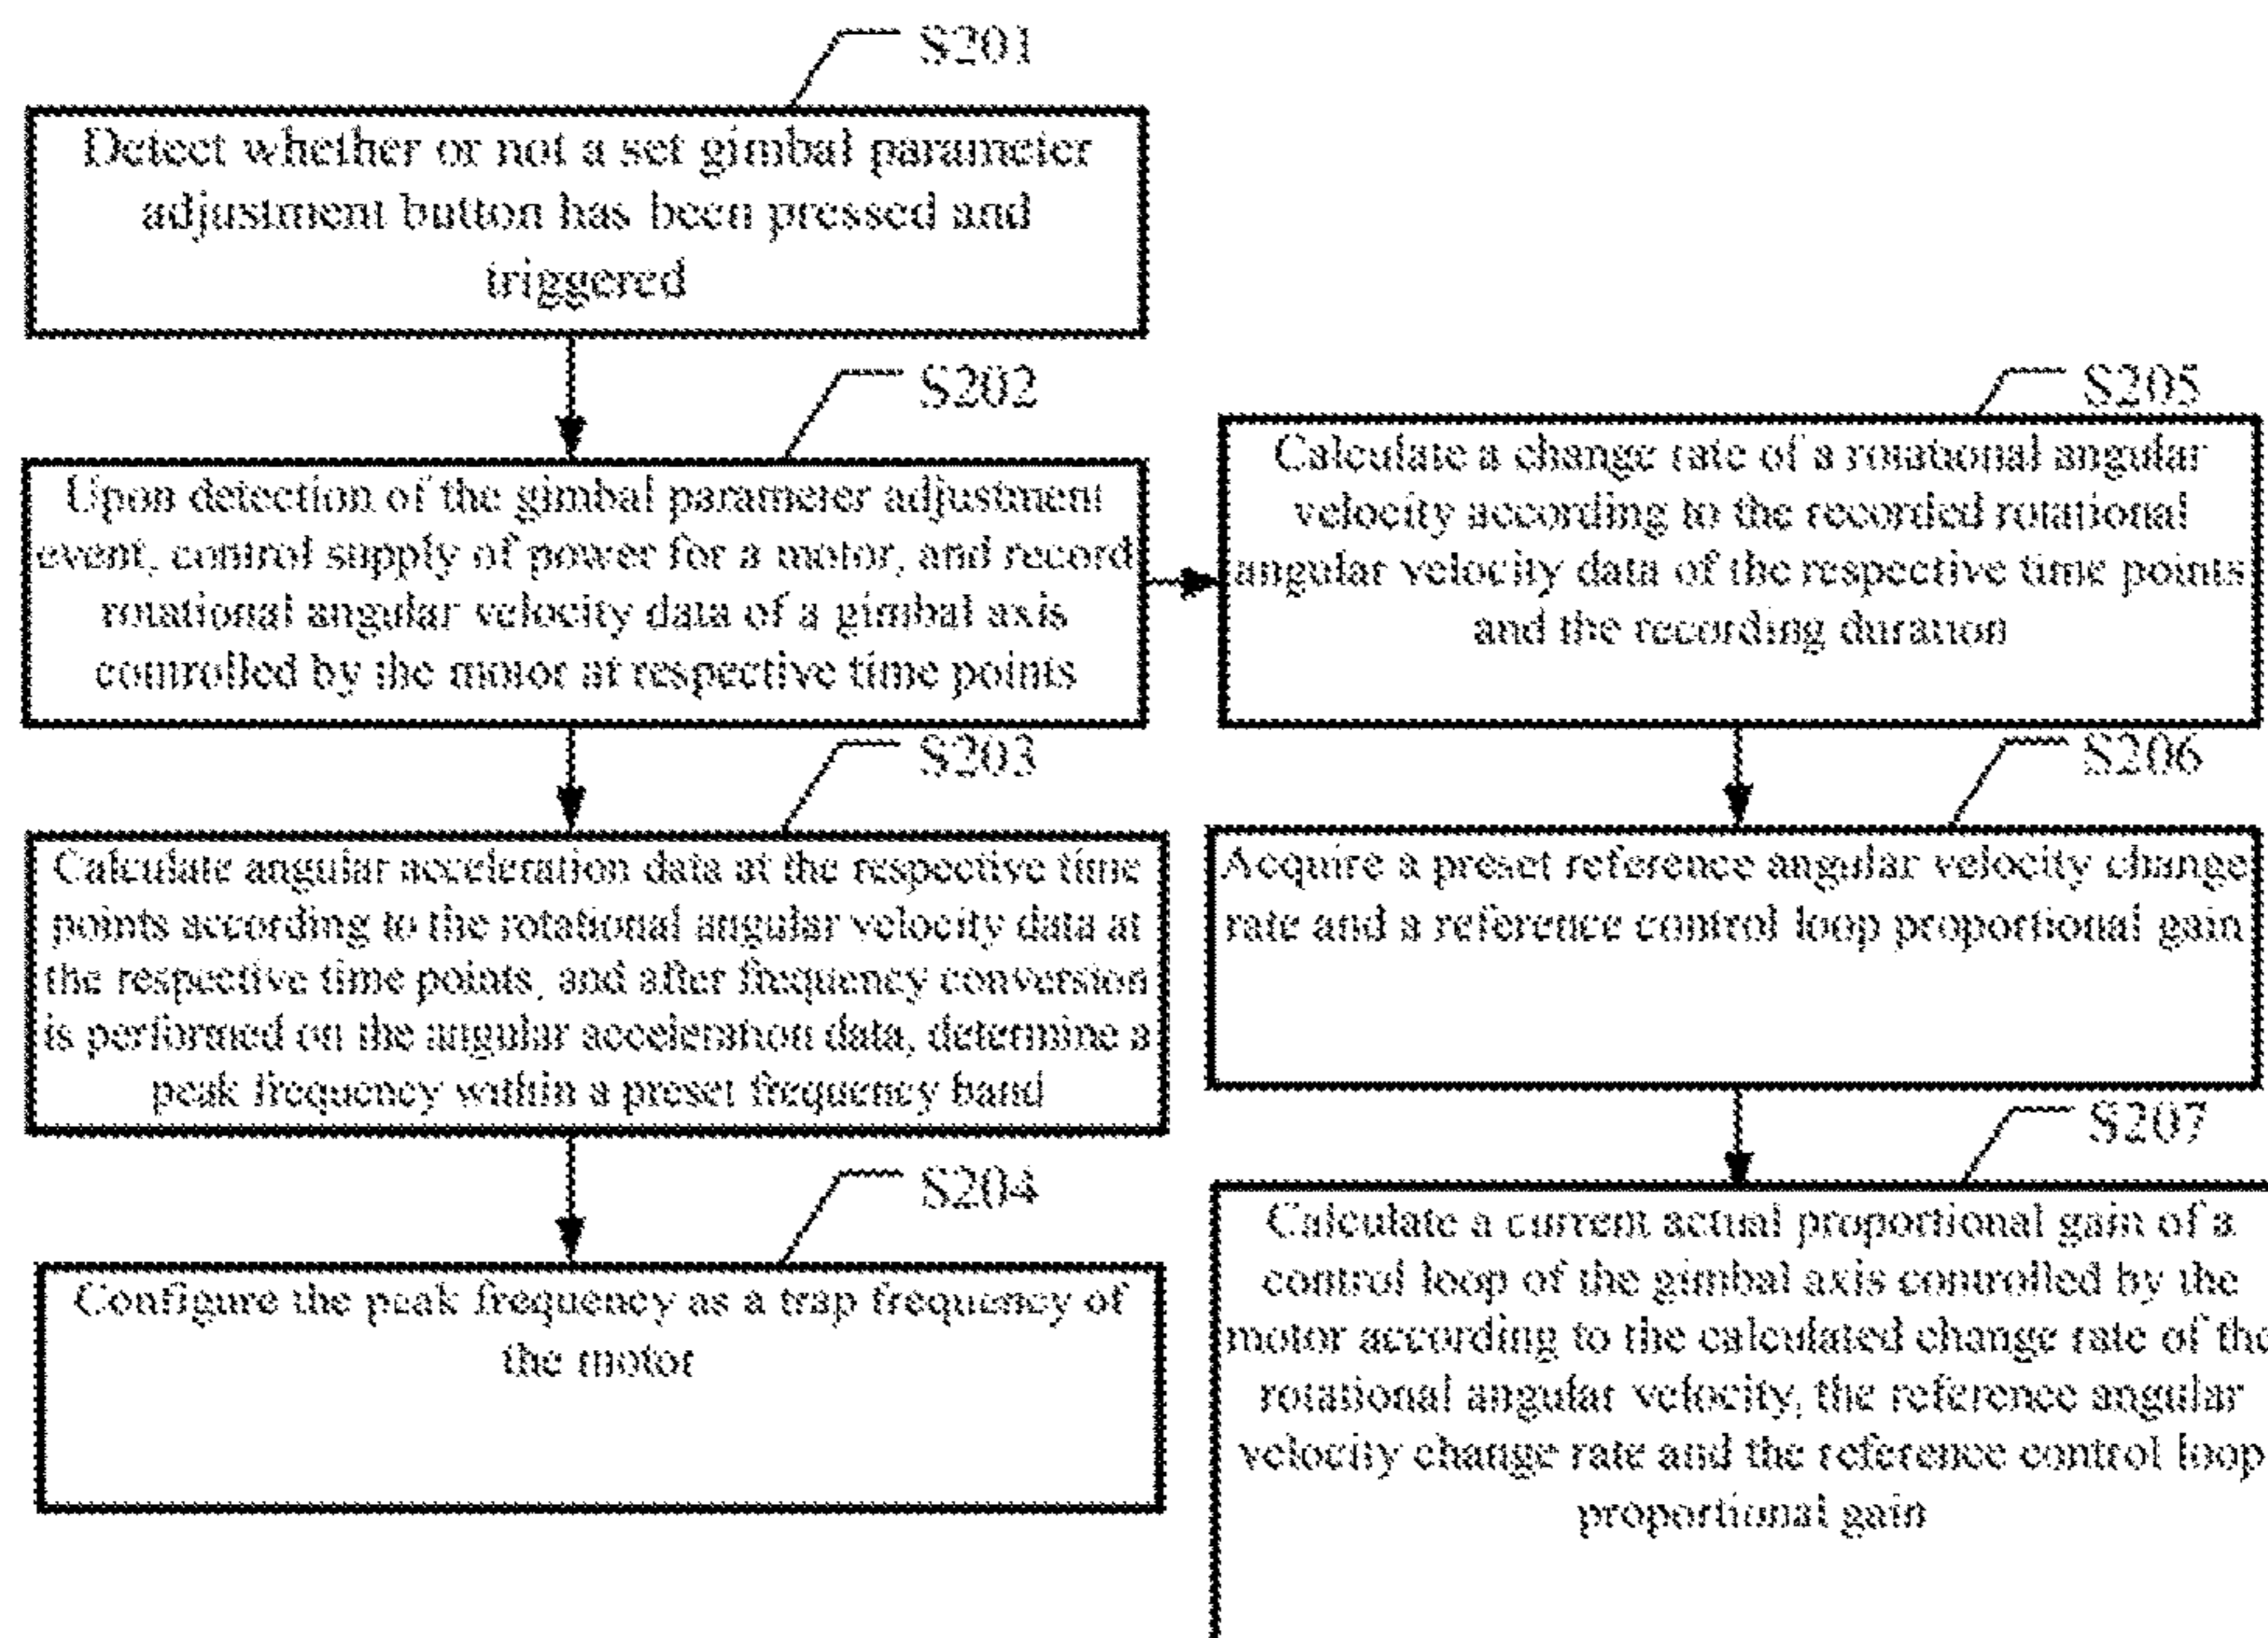 S201
Detect whether or not a set gimbal parameter
adjustment button has been pressed and
triggered
S202
Upon detection of the gimbal parameter adjustment
event, control supply of power for a motor, and record
rotational angular velocity data of a gimbal axis
controlled by the motor at respective time points
S203
Calculate angular acceleration data at the respective time
points according to the rotational angular velocity data at
the respective time points, and after frequency conversion
is performed on the angular acceleration data, determine a
peak frequency within a preset frequency band
S204
Configure the peak frequency as a trap frequency of
the motor
S205
Calculate a change rate of a rotational angular
velocity according to the recorded rotational
angular velocity data of the respective time points
and the recording duration
S206
Acquire a preset reference angular velocity change
rate and a reference control loop proportional gain
S207
Calculate a current actual proportional gain of a
control loop of the gimbal axis controlled by the
motor according to the calculated change rate of the
rotational angular velocity, the reference angular
velocity change rate and the reference control loop
proportional gain